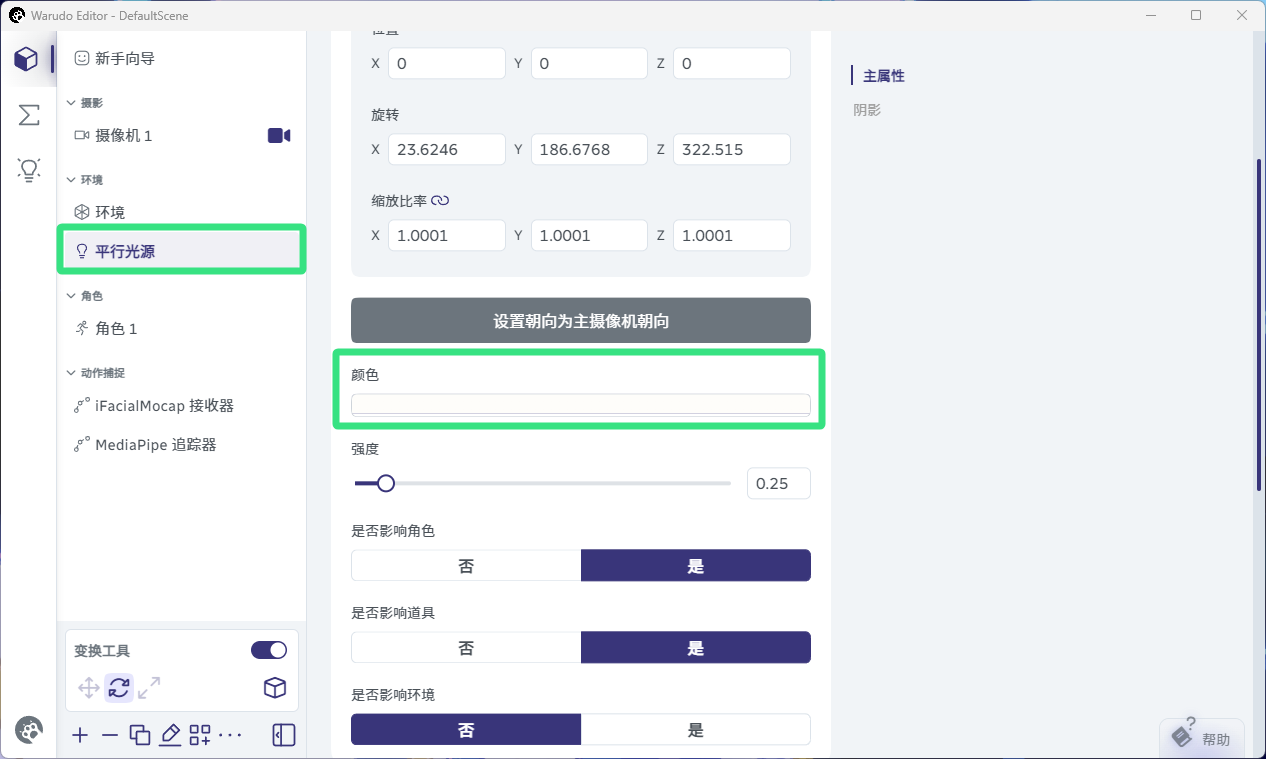 Warudo Editor - DefaultScene
新手向导
摄影
摄像机 1
环境
环境
平行光源
角色
角色 1
动作捕捉
iFacialMocap 接收器
MediaPipe 追踪器
变换工具
位置
X 0 Y 0 Z 0
旋转
X 23.6246 Y 186.6768 Z 322.515
缩放比率
X 1.0001 Y 1.0001 Z 1.0001
设置朝向为主摄像机朝向
颜色
强度
0.25
是否影响角色
否 是
是否影响道具
否 是
是否影响环境
否 是
主属性
阴影
帮助